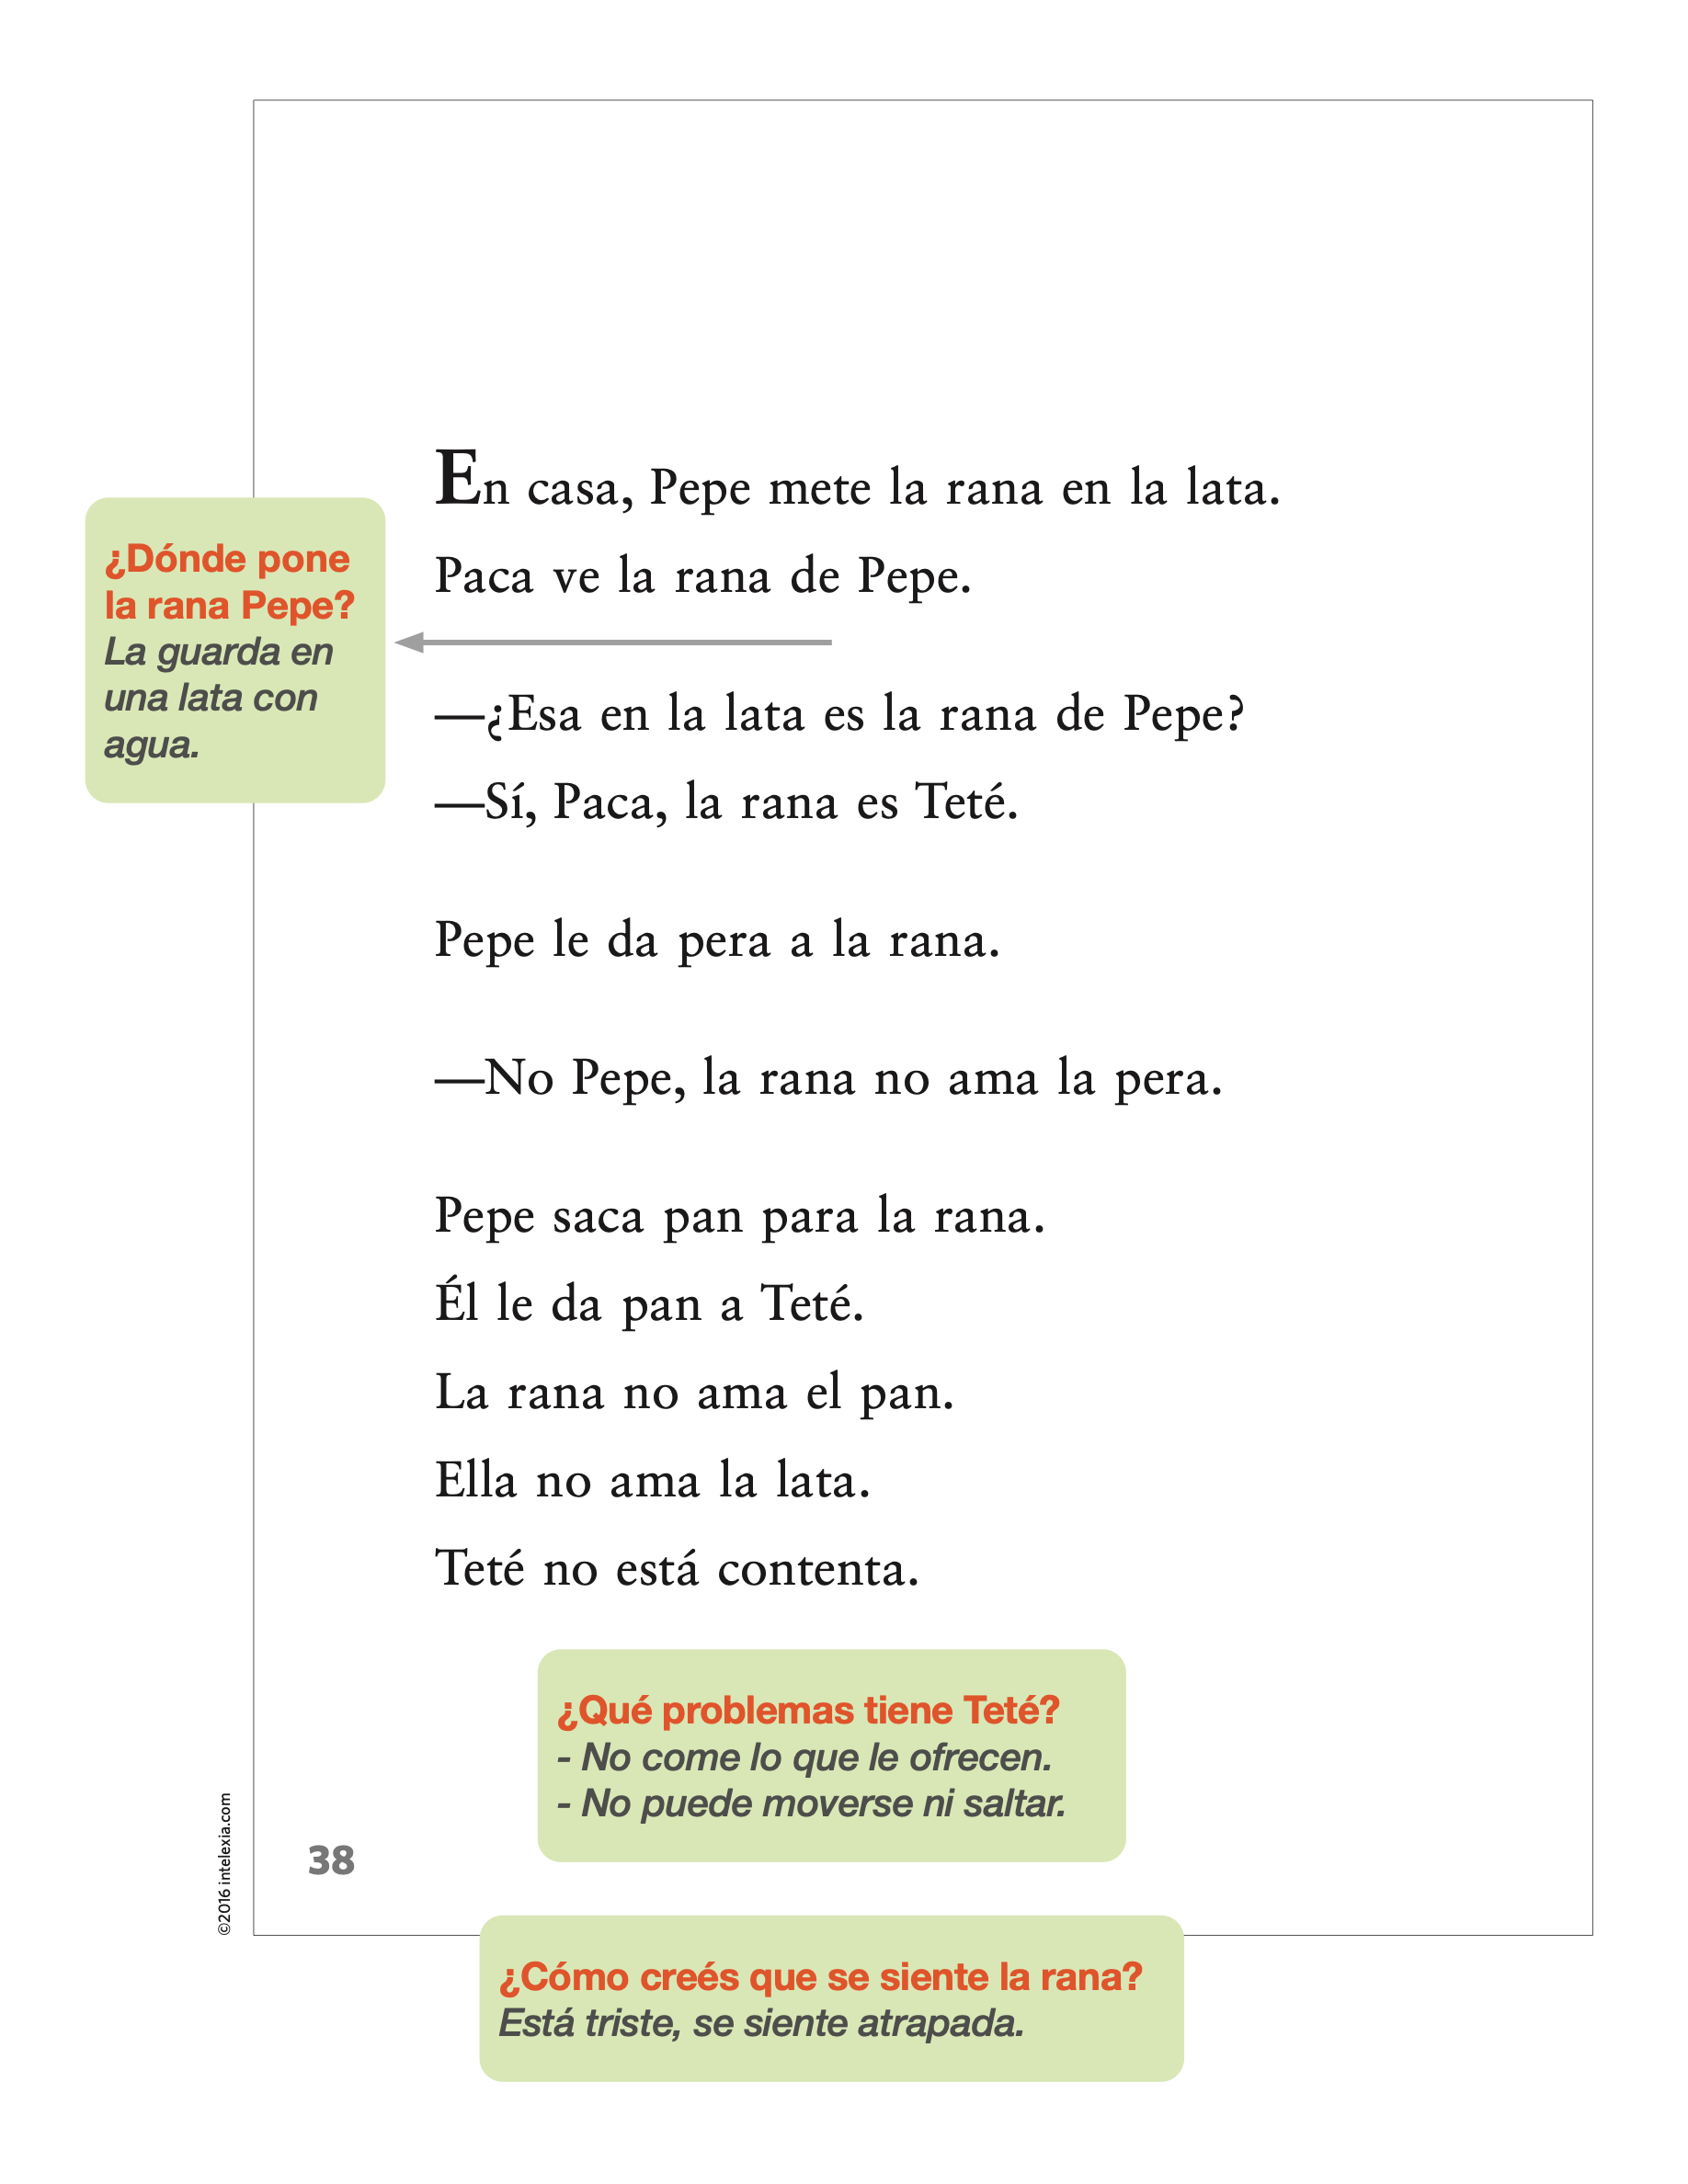 En casa, Pepe mete la rana en la lata.
Paca ve la rana de Pepe.
¿Dónde pone
la rana Pepe?
La guarda en
una lata con
agua.
—¿Esa en la lata es la rana de Pepe?
—Sí, Paca, la rana es Teté.
Pepe le da pera a la rana.
—No Pepe, la rana no ama la pera.
Pepe saca pan para la rana.
Él le da pan a Teté.
La rana no ama el pan.
Ella no ama la lata.
Teté no está contenta.
¿Qué problemas tiene Teté?
- No come lo que le ofrecen.
- No puede moverse ni saltar.
38
©2016 intelexia.com
¿Cómo creés que se siente la rana?
Está triste, se siente atrapada.